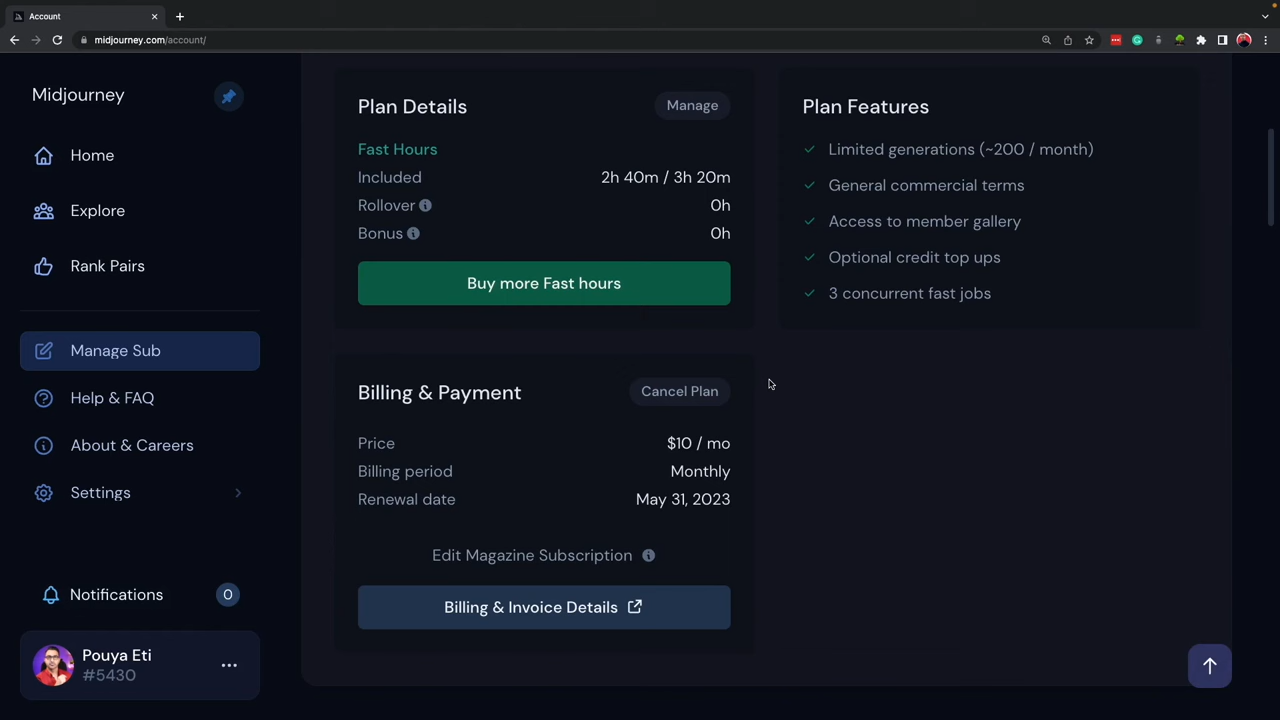 Account
midjourney.com/account/
Midjourney
Home
Explore
Rank Pairs
Manage Sub
Help & FAQ
About & Careers
Settings
Notifications 0
Pouya Eti
#5430
Plan Details Manage
Fast Hours
Included 2h 40m / 3h 20m
Rollover 0h
Bonus 0h
Buy more Fast hours
Plan Features
Limited generations (~200 / month)
General commercial terms
Access to member gallery
Optional credit top ups
3 concurrent fast jobs
Billing & Payment Cancel Plan
Price $10 / mo
Billing period Monthly
Renewal date May 31, 2023
Edit Magazine Subscription
Billing & Invoice Details